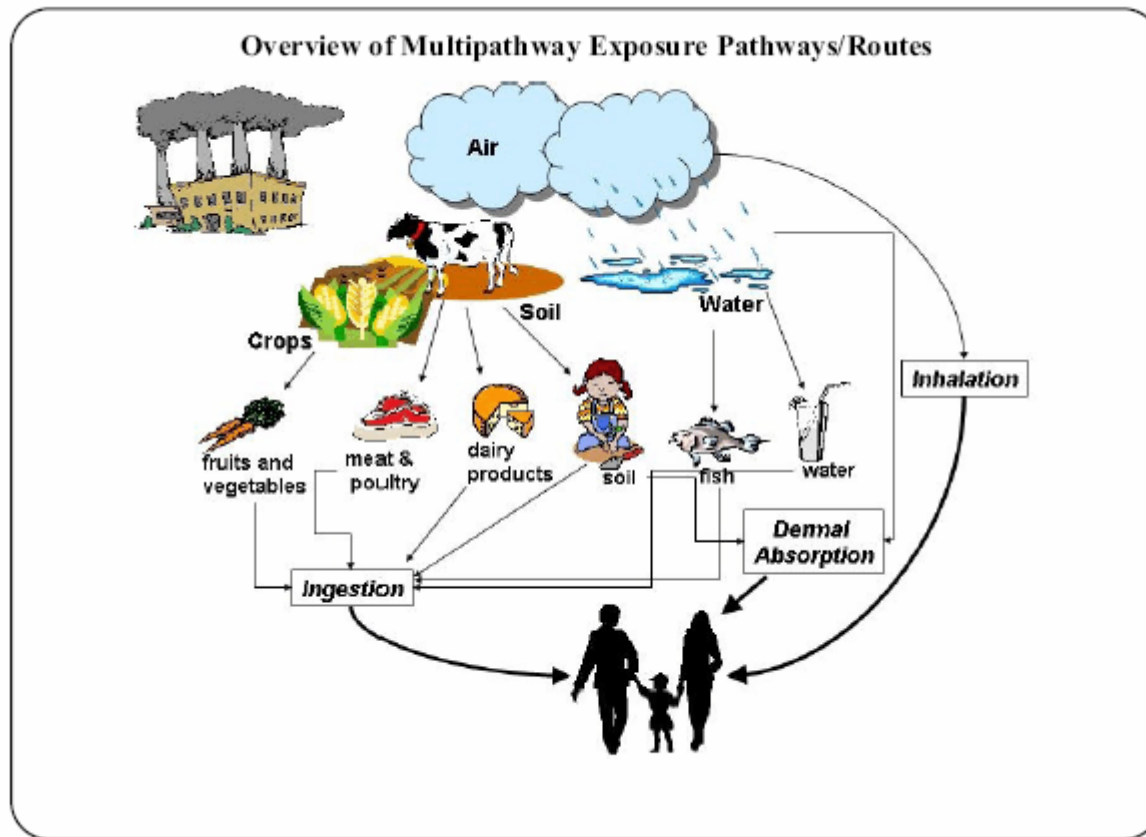 Overview of Multipathway Exposure Pathways/Routes
Air
Soil
Water
Crops
Inhalation
fruits and
vegetables
meat &
poultry
dairy
products
soil
fish
water
Dermal
Absorption
Ingestion